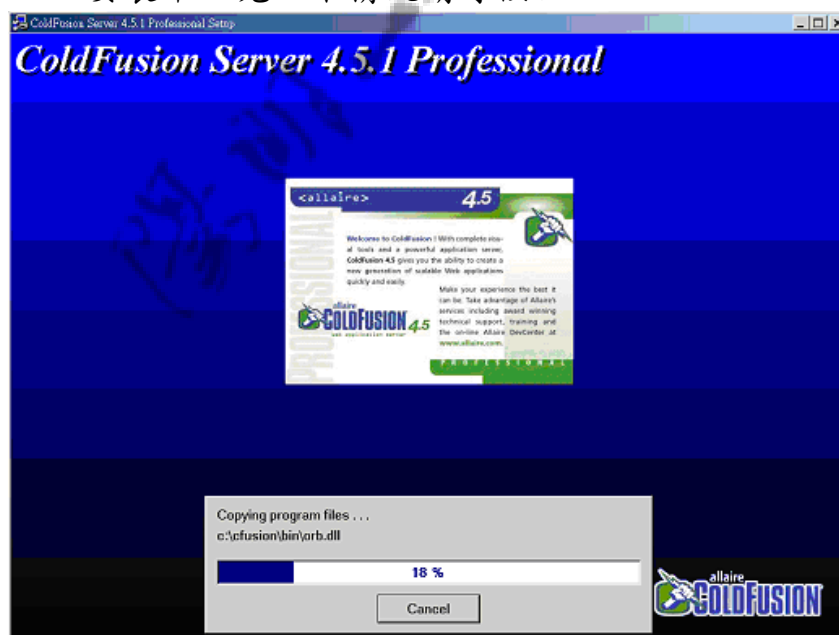 ColdFusion Server 4.5.1 Professional Setup
ColdFusion Server 4.5.1 Professional
<allaire>
4.5
PROFESSIONAL
Welcome to ColdFusion ! With complete visu-
al tools and a powerful application server,
ColdFusion 4.5 gives you the ability to create a
new generation of scalable Web applications
quickly and easily.
Make your experience the best it
can be. Take advantage of Allaire's
services including award winning
technical support, training and
the on-line Allaire DevCenter at
www.allaire.com.
allaire
COLDFUSION 4.5
web application server
PROFESSIONAL
Copying program files . . .
c:\cfusion\bin\orb.dll
18 %
Cancel
allaire
COLDFUSION